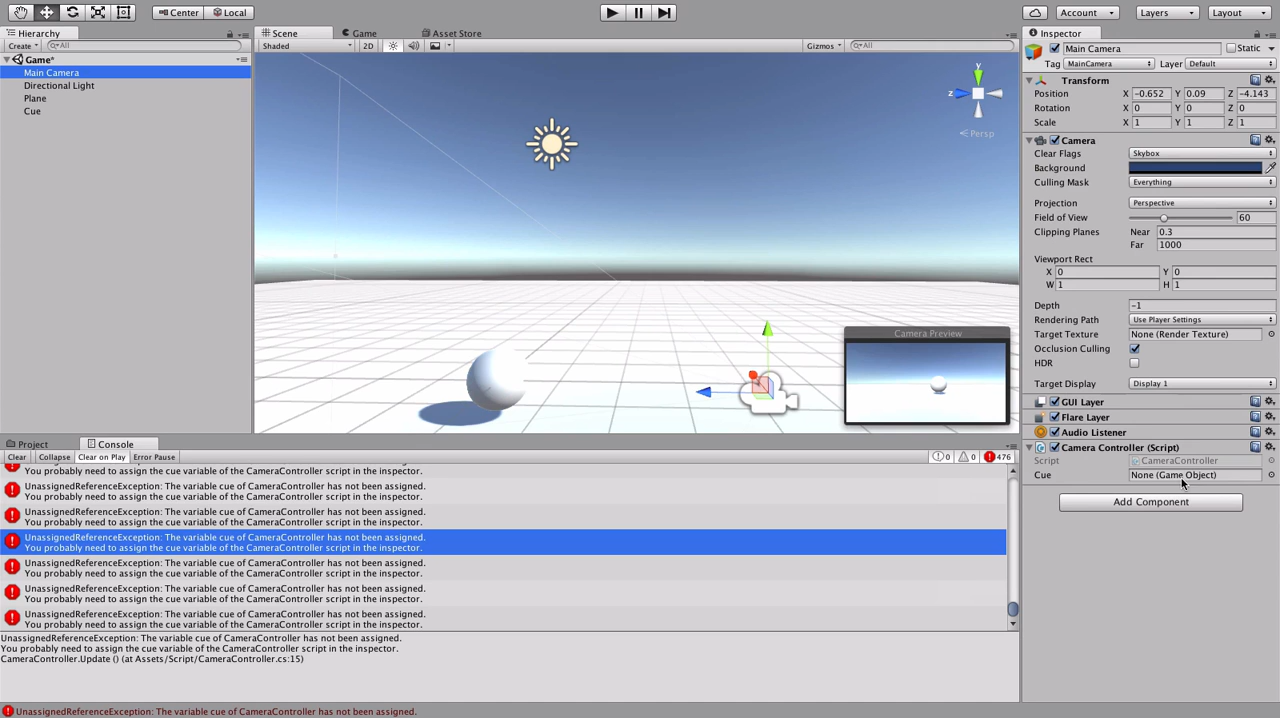 Center
Local
Account
Layers
Layout
Hierarchy
Create
All
Game*
Main Camera
Directional Light
Plane
Cue
Scene
Game
Asset Store
Shaded
2D
Gizmos
All
y
z
Persp
Camera Preview
Project
Console
Clear
Collapse
Clear on Play
Error Pause
0
0
476
You probably need to assign the cue variable of the CameraController script in the inspector.
UnassignedReferenceException: The variable cue of CameraController has not been assigned.
You probably need to assign the cue variable of the CameraController script in the inspector.
UnassignedReferenceException: The variable cue of CameraController has not been assigned.
You probably need to assign the cue variable of the CameraController script in the inspector.
UnassignedReferenceException: The variable cue of CameraController has not been assigned.
You probably need to assign the cue variable of the CameraController script in the inspector.
UnassignedReferenceException: The variable cue of CameraController has not been assigned.
You probably need to assign the cue variable of the CameraController script in the inspector.
UnassignedReferenceException: The variable cue of CameraController has not been assigned.
You probably need to assign the cue variable of the CameraController script in the inspector.
UnassignedReferenceException: The variable cue of CameraController has not been assigned.
You probably need to assign the cue variable of the CameraController script in the inspector.
UnassignedReferenceException: The variable cue of CameraController has not been assigned.
You probably need to assign the cue variable of the CameraController script in the inspector.
CameraController.Update () (at Assets/Script/CameraController.cs:15)
UnassignedReferenceException: The variable cue of CameraController has not been assigned.
Inspector
Main Camera
Static
Tag MainCamera Layer Default
Transform
Position X -0.652 Y 0.09 Z -4.143
Rotation X 0 Y 0 Z 0
Scale X 1 Y 1 Z 1
Camera
Clear Flags Skybox
Background
Culling Mask Everything
Projection Perspective
Field of View 60
Clipping Planes Near 0.3
Far 1000
Viewport Rect
X 0 Y 0
W 1 H 1
Depth -1
Rendering Path Use Player Settings
Target Texture None (Render Texture)
Occlusion Culling
HDR
Target Display Display 1
GUI Layer
Flare Layer
Audio Listener
Camera Controller (Script)
Script CameraController
Cue None (Game Object)
Add Component